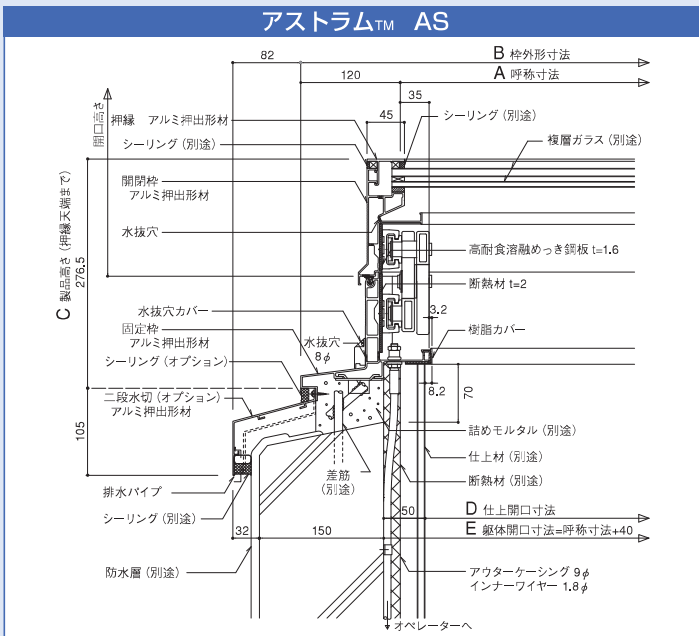 アストラム™ AS
82
B 枠外形寸法
120
A 呼称寸法
35
45
開口高さ
押縁 アルミ押出形材
シーリング(別途)
シーリング(別途)
複層ガラス(別途)
開閉枠
アルミ押出形材
水抜穴
C 製品高さ(押縁天端まで)
276.5
高耐食溶融めっき鋼板 t=1.6
断熱材 t=2
3.2
水抜穴カバー
固定枠
アルミ押出形材
水抜穴
8φ
樹脂カバー
シーリング(オプション)
二段水切(オプション)
アルミ押出形材
8.2
70
105
詰めモルタル(別途)
差筋
(別途)
仕上材(別途)
排水パイプ
断熱材(別途)
シーリング(別途)
50
D 仕上開口寸法
32
150
E 躯体開口寸法=呼称寸法+40
防水層(別途)
アウターケーシング 9φ
インナーワイヤー 1.8φ
オペレーターへ